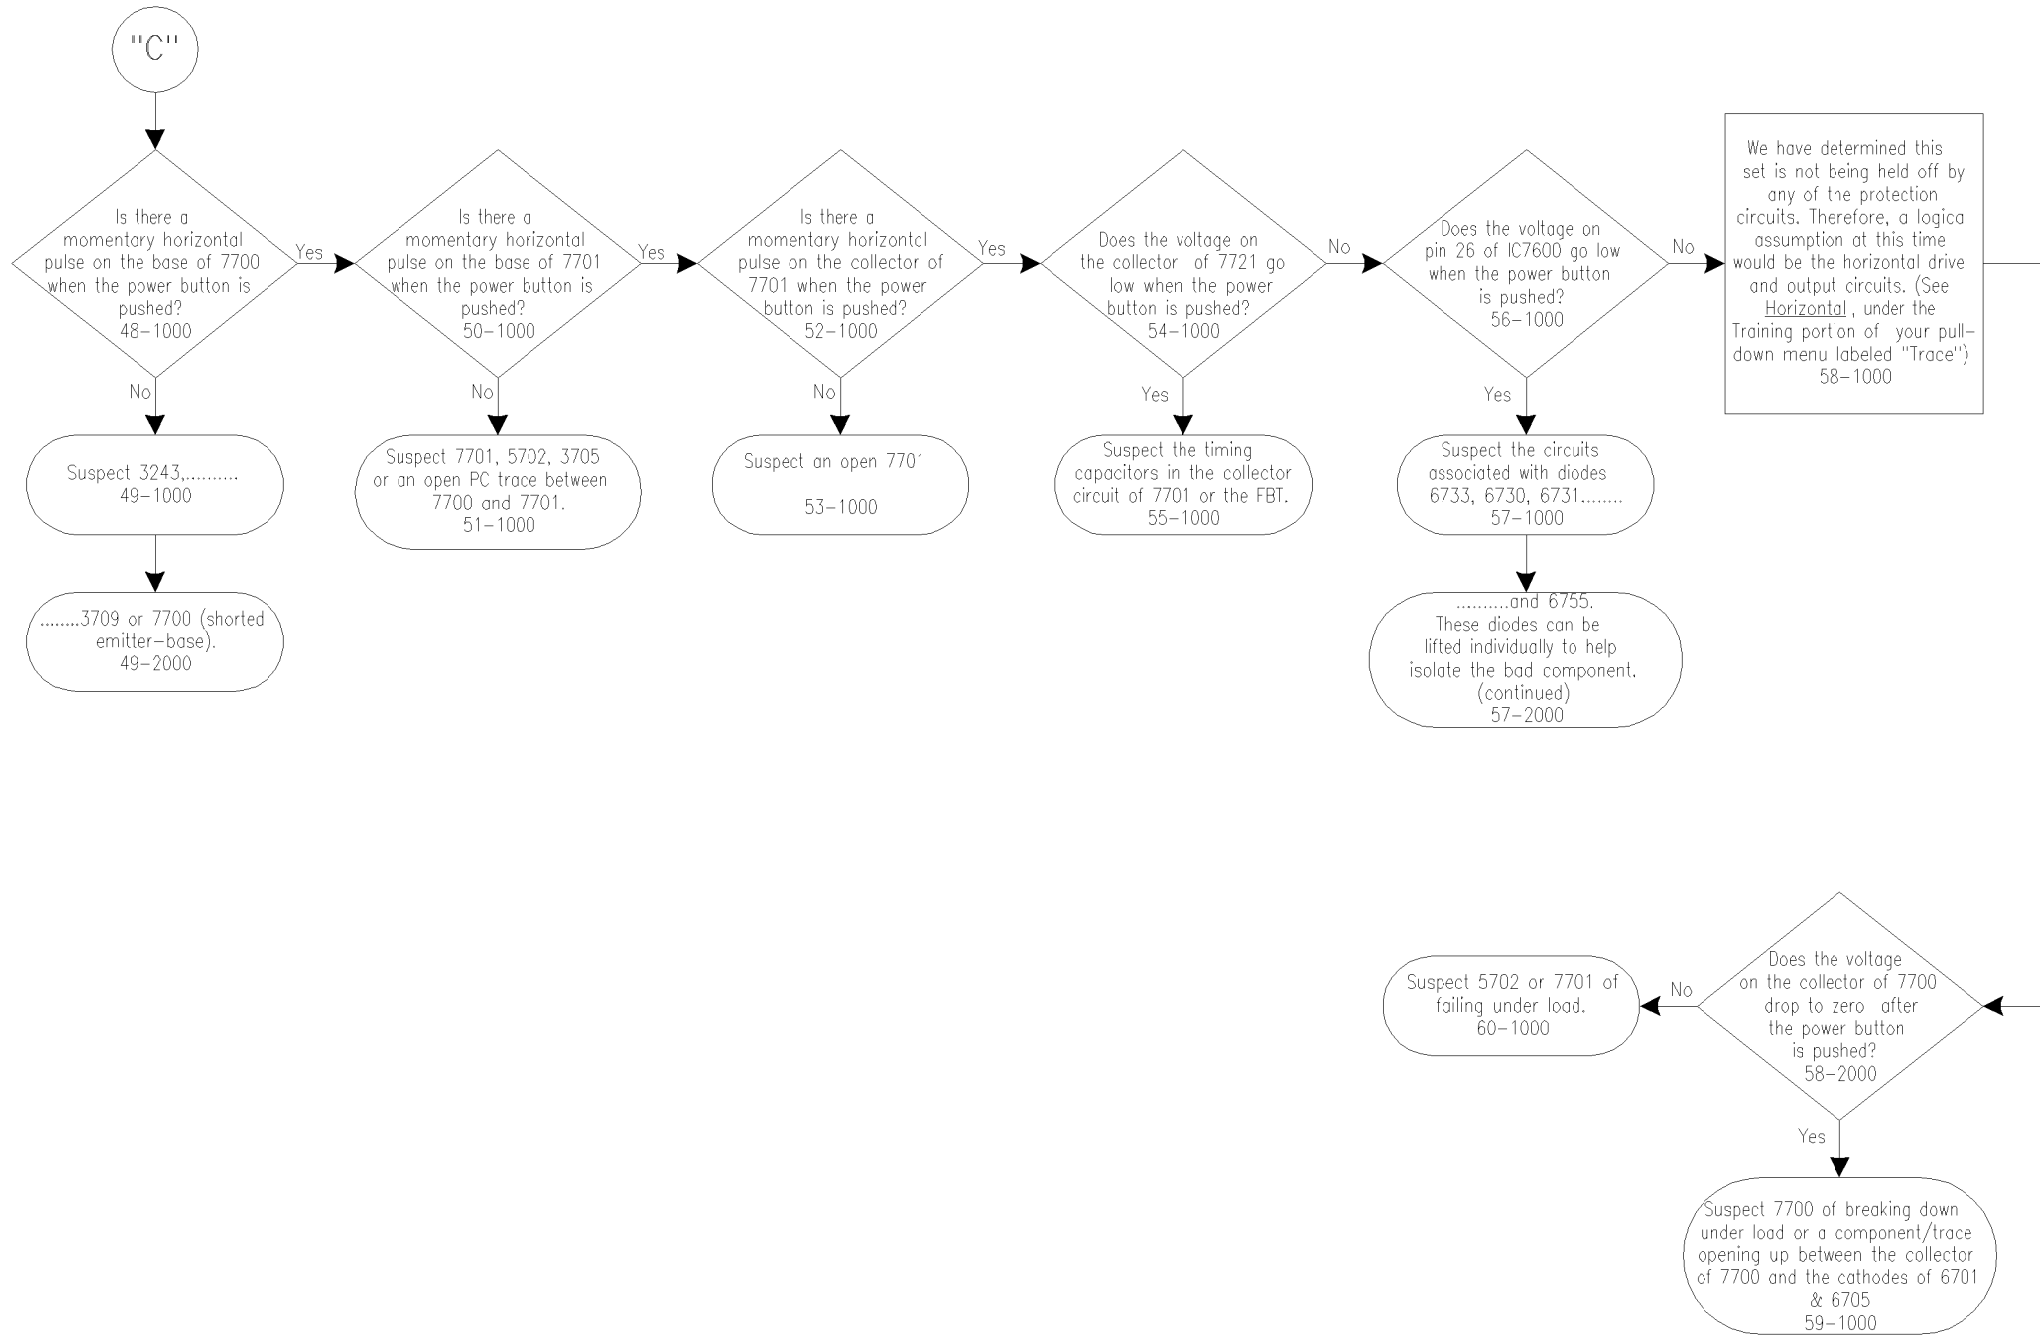 "C"
Is there a
momentary horizontal
pulse on the base of 7700
when the power button is
pushed?
48-1000
Yes
No
Suspect 3243,.........
49-1000
........3709 or 7700 (shorted
emitter-base).
49-2000
Is there a
momentary horizontal
pulse on the base of 7701
when the power button is
pushed?
50-1000
Yes
No
Suspect 7701, 5702, 3705
or an open PC trace between
7700 and 7701.
51-1000
Is there a
momentary horizontal
pulse on the collector of
7701 when the power
button is pushed?
52-1000
Yes
No
Suspect an open 7701
53-1000
Does the voltage on
the collector of 7721 go
low when the power
button is pushed?
54-1000
No
Yes
Suspect the timing
capacitors in the collector
circuit of 7701 or the FBT.
55-1000
Does the voltage on
pin 26 of IC7600 go low
when the power button
is pushed?
56-1000
No
Yes
Suspect the circuits
associated with diodes
6733, 6730, 6731........
57-1000
..........and 6755.
These diodes can be
lifted individually to help
isolate the bad component.
(continued)
57-2000
We have determined this
set is not being held off by
any of the protection
circuits. Therefore, a logica
assumption at this time
would be the horizontal drive
and output circuits. (See
Horizontal , under the
Training portion of your pull-
down menu labeled "Trace")
58-1000
Does the voltage
on the collector of 7700
drop to zero after
the power button
is pushed?
58-2000
No
Suspect 5702 or 7701 of
failing under load.
60-1000
Yes
Suspect 7700 of breaking down
under load or a component/trace
opening up between the collector
of 7700 and the cathodes of 6701
& 6705
59-1000